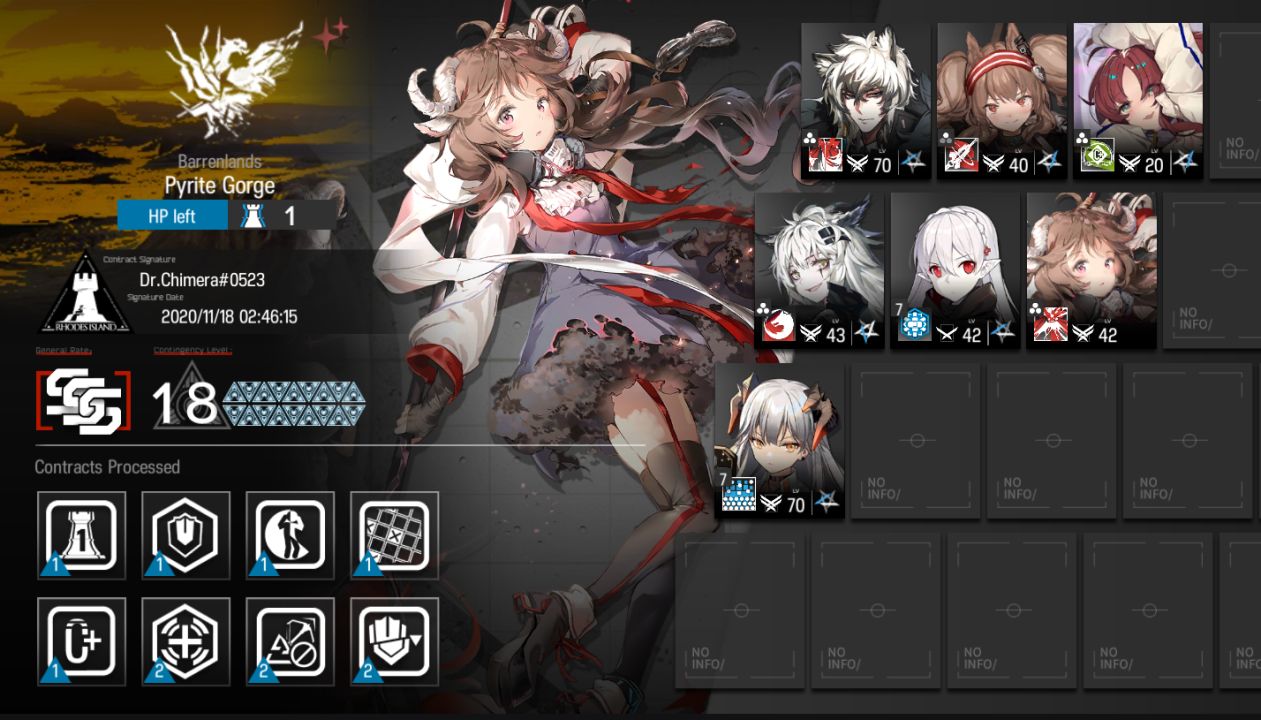 Barrenlands
Pyrite Gorge
HP left 1
Contract Signature
Dr.Chimera#0523
Signature Date
2020/11/18 02:46:15
RHODES ISLAND
General Rate:
Contingency Level:
18
Contracts Processed
1
1
1
1
1
1
2
2
2
LV
70
LV
40
LV
20
NO
INFO/
LV
43
7
LV
42
LV
42
NO
INFO/
7
LV
70
NO
INFO/
NO
INFO/
NO
INFO/
NO
INFO/
NO
INFO/
NO
INFO/
NO
INFO/
NO
INFO/